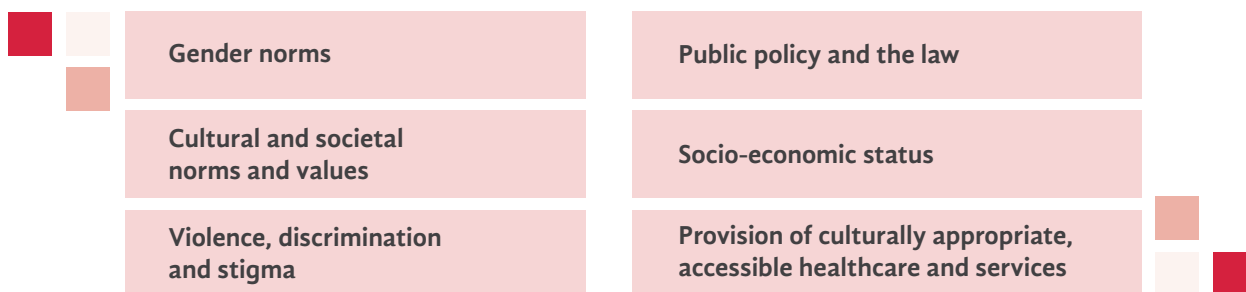 Gender norms
Cultural and societal
norms and values
Violence, discrimination
and stigma
Public policy and the law
Socio-economic status
Provision of culturally appropriate,
accessible healthcare and services